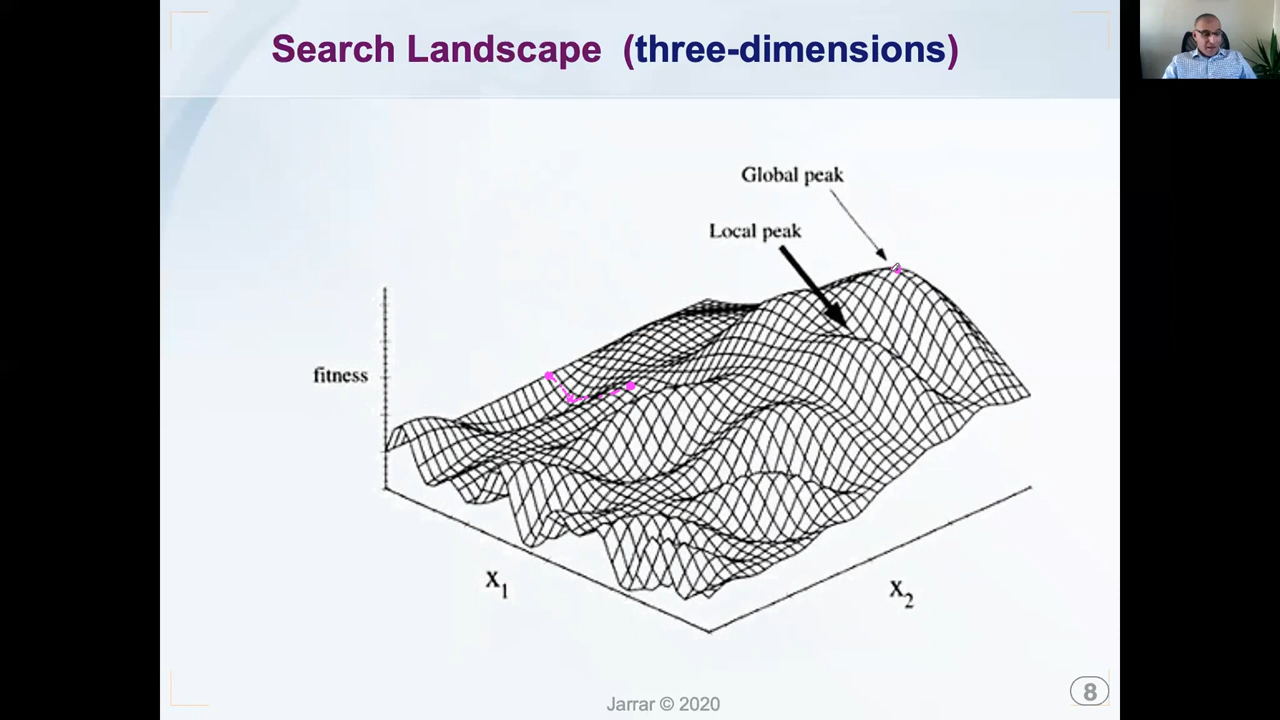 Search Landscape (three-dimensions)
Global peak
Local peak
fitness
x1
x2
Jarrar © 2020
8